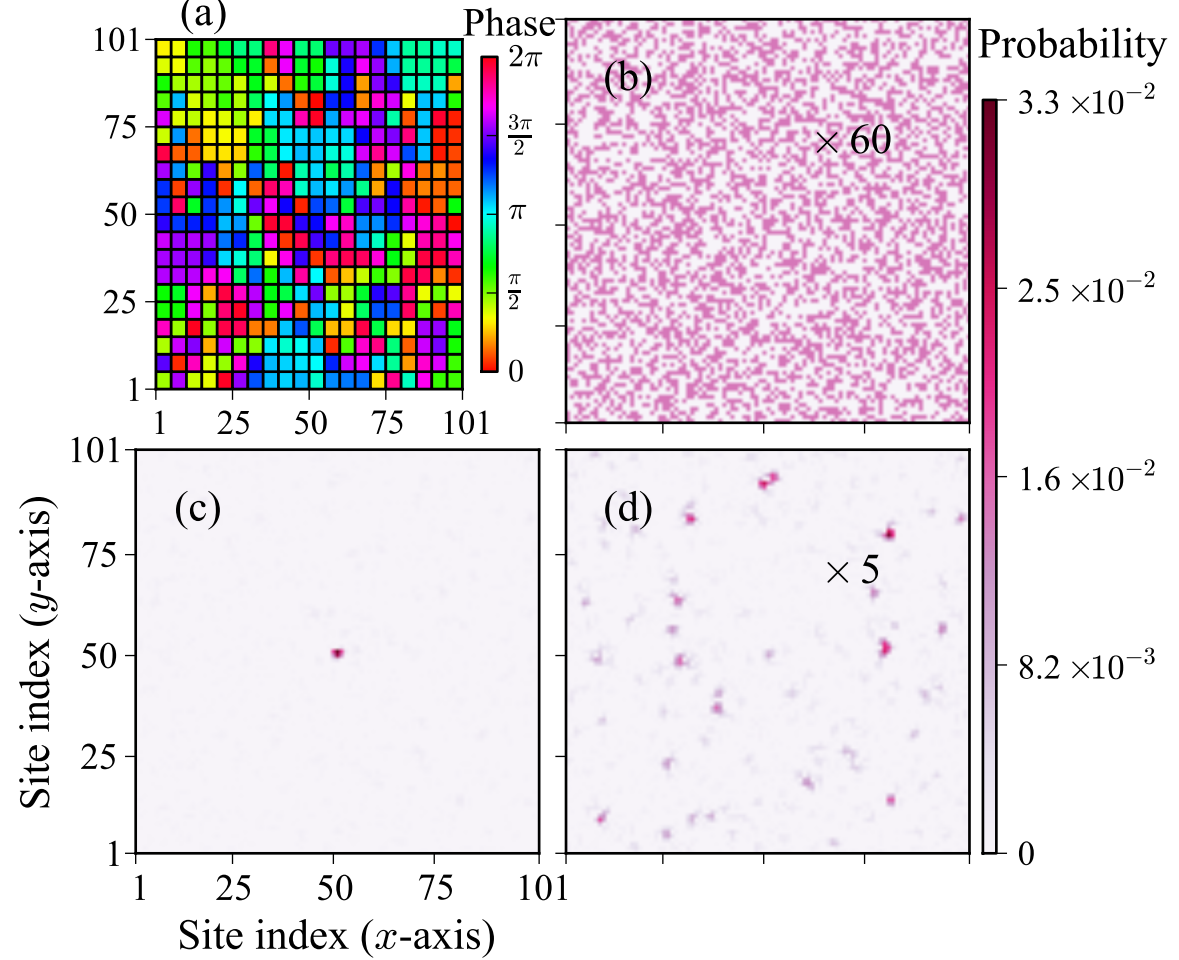 (a)
Phase
101
75
50
25
1
1 25 50 75 101
2π
3π/2
π
π/2
0
(b)
× 60
Probability
3.3 ×10⁻²
2.5 ×10⁻²
1.6 ×10⁻²
8.2 ×10⁻³
0
(c)
101
75
50
25
1
1 25 50 75 101
Site index (y-axis)
Site index (x-axis)
(d)
× 5